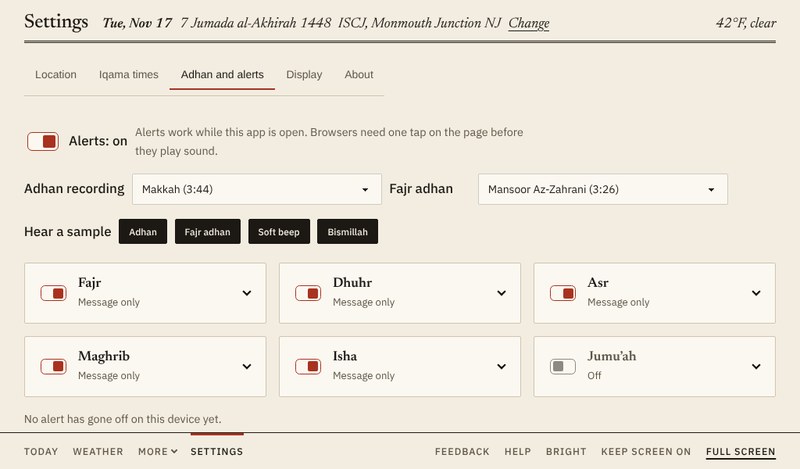 Settings Tue, Nov 17 7 Jumada al-Akhirah 1448 ISCJ, Monmouth Junction NJ Change 42°F, clear
Location Iqama times Adhan and alerts Display About
Alerts: on Alerts work while this app is open. Browsers need one tap on the page before
they play sound.
Adhan recording Makkah (3:44) Fajr adhan Mansoor Az-Zahrani (3:26)
Hear a sample Adhan Fajr adhan Soft beep Bismillah
Fajr Dhuhr Asr
Message only Message only Message only
Maghrib Isha Jumu’ah
Message only Message only Off
No alert has gone off on this device yet.
TODAY WEATHER MORE SETTINGS FEEDBACK HELP BRIGHT KEEP SCREEN ON FULL SCREEN